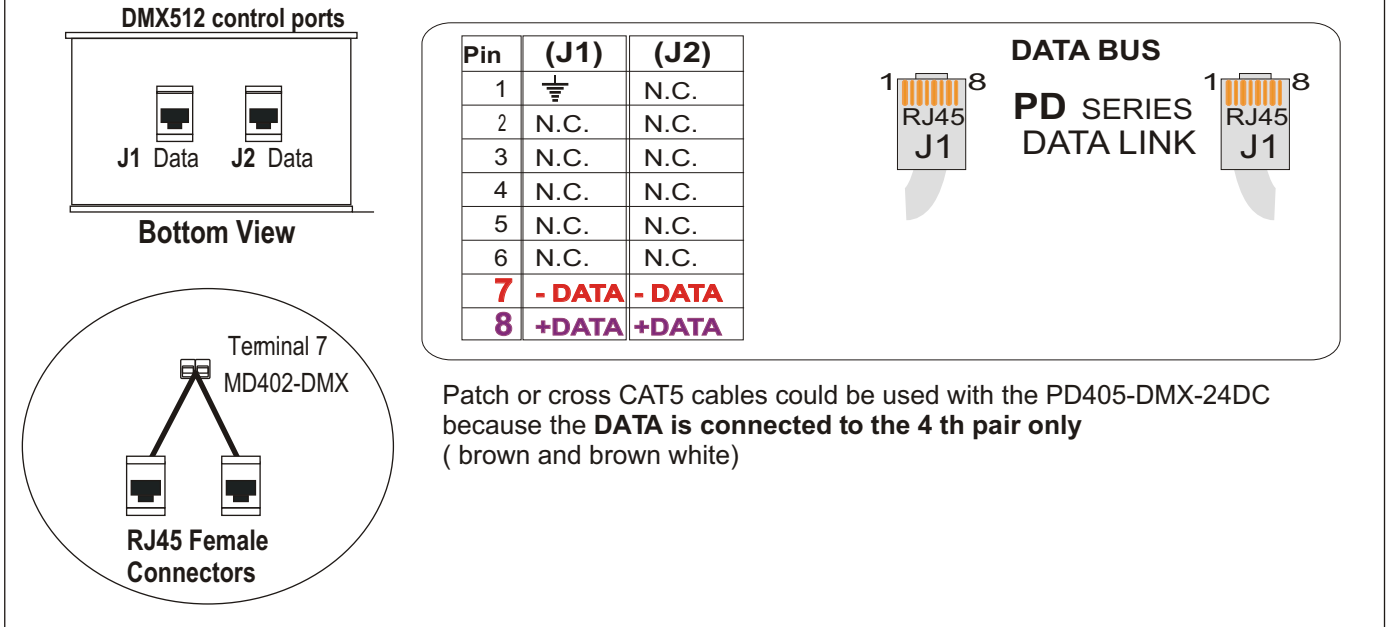 DMX512 control ports
J1 Data J2 Data
Bottom View
Terminal 7
MD402-DMX
RJ45 Female
Connectors
Pin (J1) (J2)
1 N.C.
2 N.C. N.C.
3 N.C. N.C.
4 N.C. N.C.
5 N.C. N.C.
6 N.C. N.C.
7 - DATA - DATA
8 +DATA +DATA
DATA BUS
1 8
RJ45
J1
PD SERIES
DATA LINK
1 8
RJ45
J1
Patch or cross CAT5 cables could be used with the PD405-DMX-24DC
because the DATA is connected to the 4 th pair only
( brown and brown white)